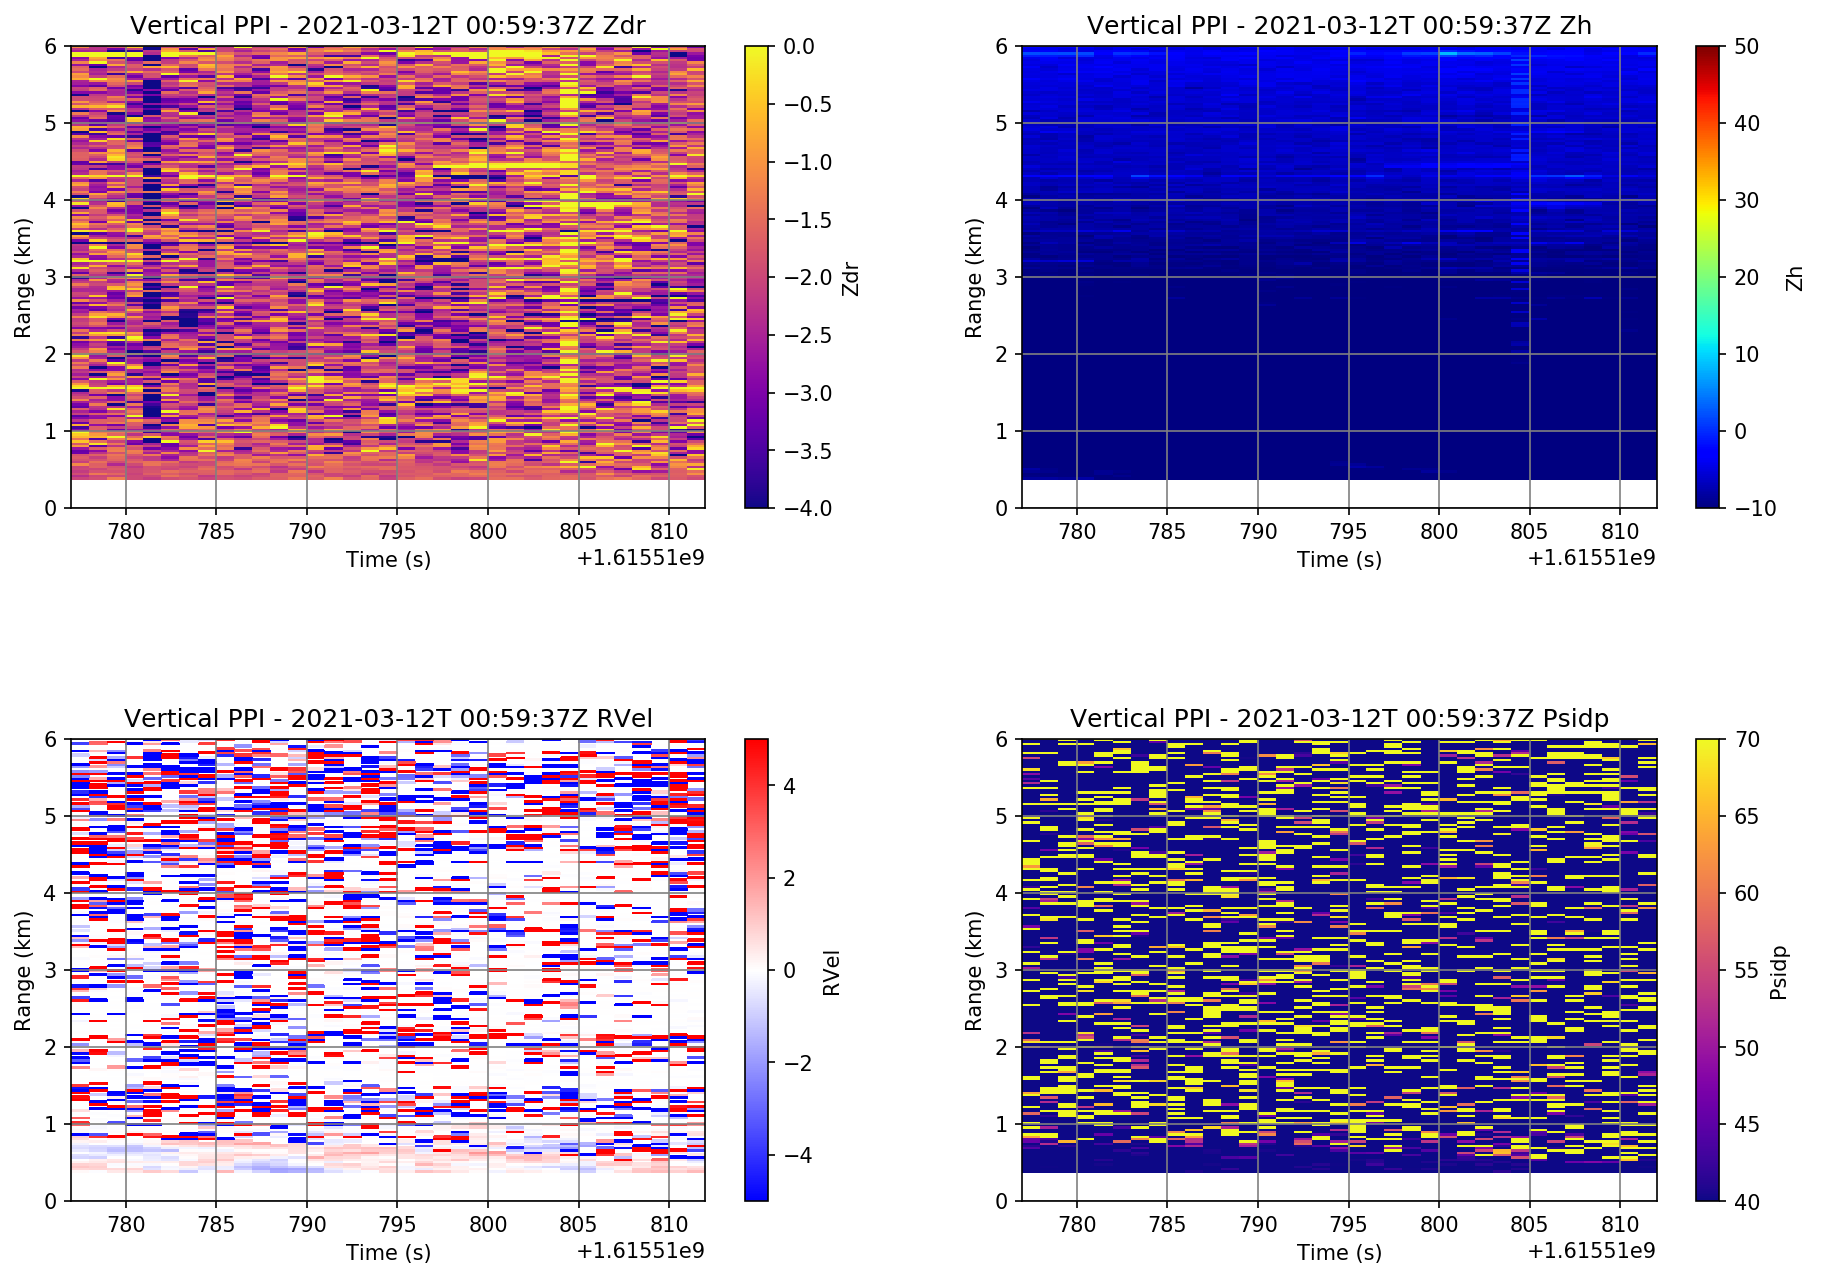 Vertical PPI - 2021-03-12T 00:59:37Z Zdr
6
5
4
3
2
1
0
Range (km)
780 785 790 795 800 805 810
Time (s)
+1.61551e9
0.0
−0.5
−1.0
−1.5
−2.0
−2.5
−3.0
−3.5
−4.0
Zdr
Vertical PPI - 2021-03-12T 00:59:37Z Zh
6
5
4
3
2
1
0
Range (km)
780 785 790 795 800 805 810
Time (s)
+1.61551e9
50
40
30
20
10
0
−10
Zh
Vertical PPI - 2021-03-12T 00:59:37Z RVel
6
5
4
3
2
1
0
Range (km)
780 785 790 795 800 805 810
Time (s)
+1.61551e9
4
2
0
−2
−4
RVel
Vertical PPI - 2021-03-12T 00:59:37Z Psidp
6
5
4
3
2
1
0
Range (km)
780 785 790 795 800 805 810
Time (s)
+1.61551e9
70
65
60
55
50
45
40
Psidp